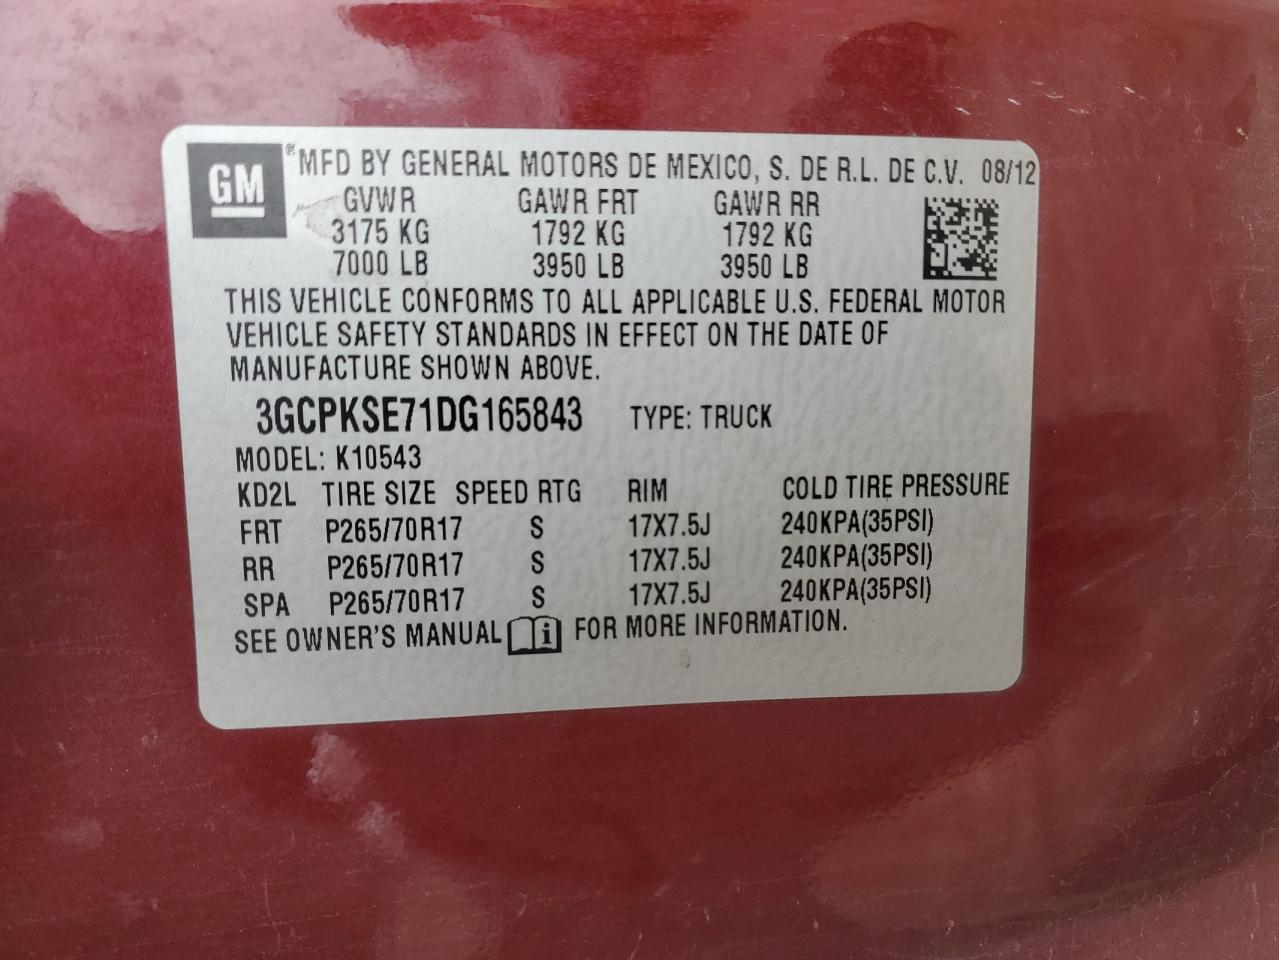 GM ® MFD BY GENERAL MOTORS DE MEXICO, S. DE R.L. DE C.V. 08/12
GVWR GAWR FRT GAWR RR
3175 KG 1792 KG 1792 KG
7000 LB 3950 LB 3950 LB
THIS VEHICLE CONFORMS TO ALL APPLICABLE U.S. FEDERAL MOTOR
VEHICLE SAFETY STANDARDS IN EFFECT ON THE DATE OF
MANUFACTURE SHOWN ABOVE.
3GCPKSE71DG165843 TYPE: TRUCK
MODEL: K10543
KD2L TIRE SIZE SPEED RTG RIM COLD TIRE PRESSURE
FRT P265/70R17 S 17X7.5J 240KPA(35PSI)
RR P265/70R17 S 17X7.5J 240KPA(35PSI)
SPA P265/70R17 S 17X7.5J 240KPA(35PSI)
SEE OWNER'S MANUAL i FOR MORE INFORMATION.